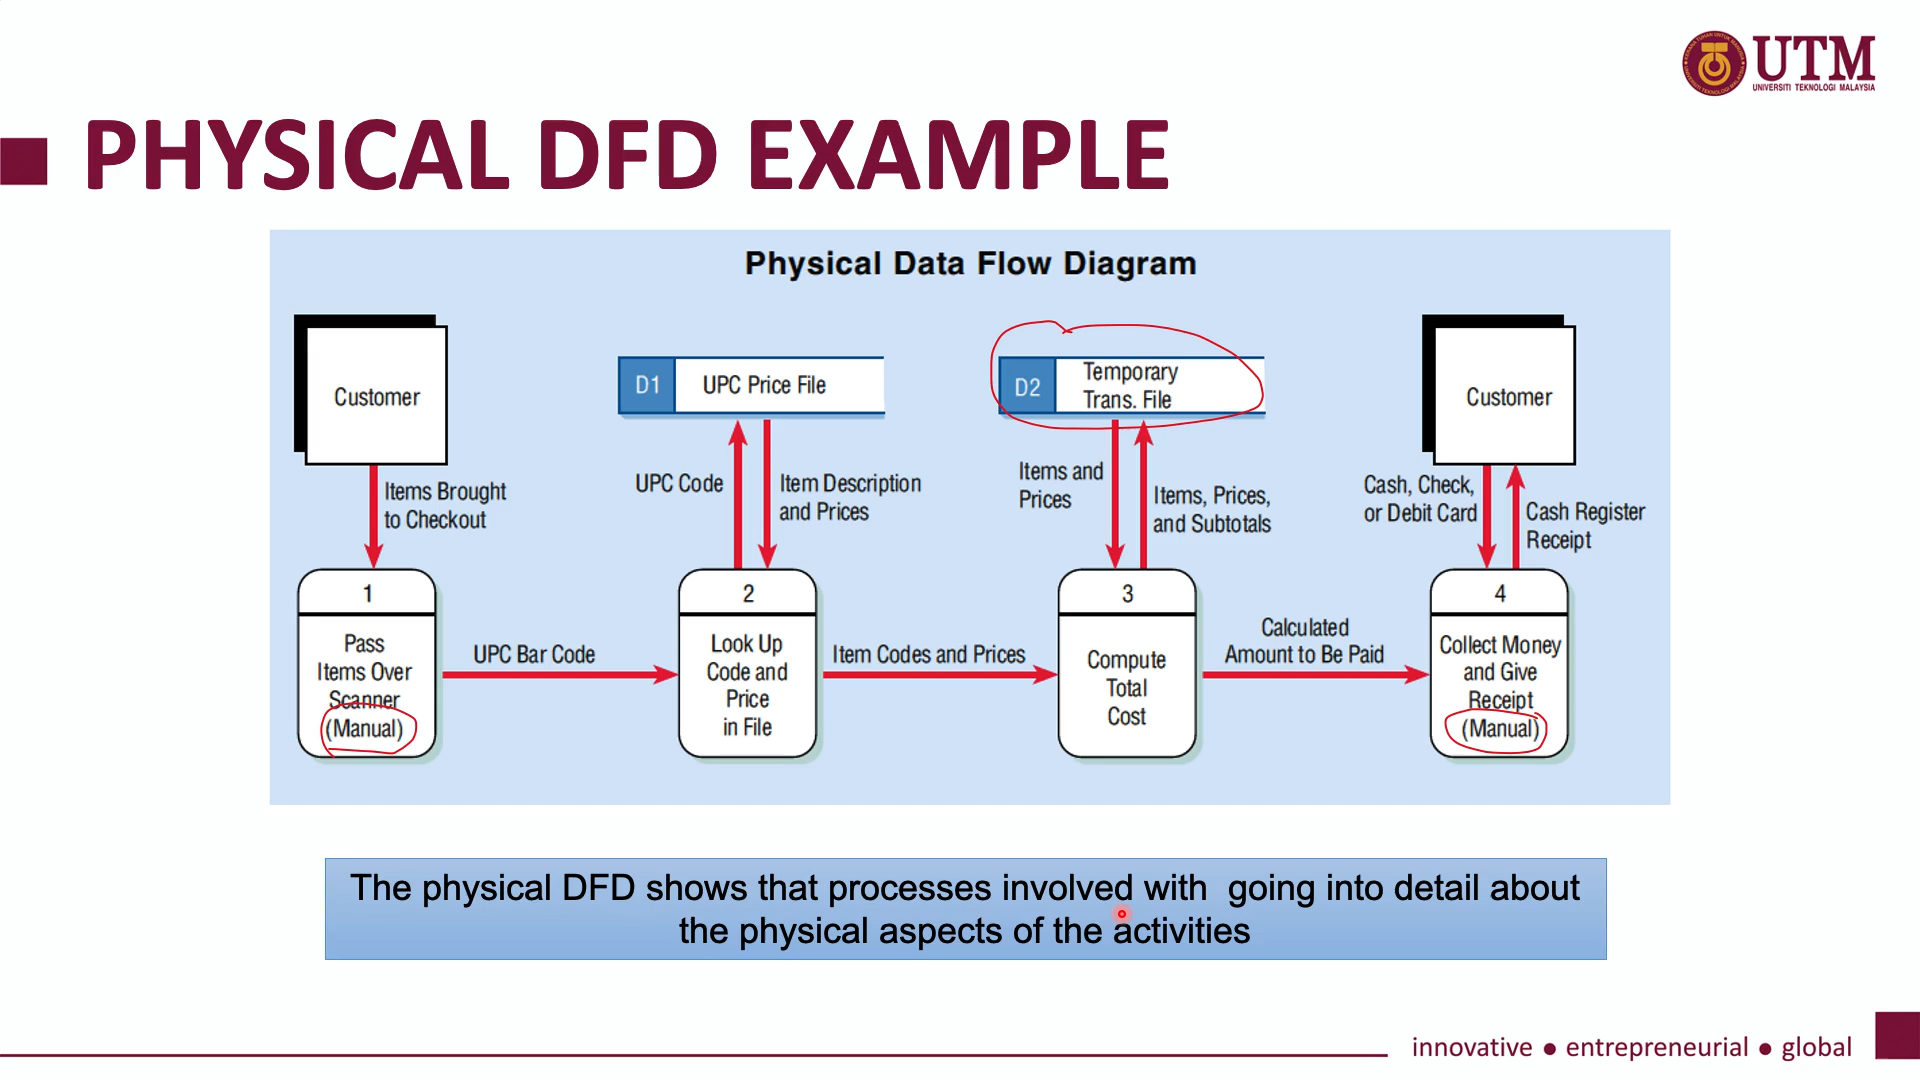 UTM
UNIVERSITI TEKNOLOGI MALAYSIA
PHYSICAL DFD EXAMPLE
Physical Data Flow Diagram
Customer
D1
UPC Price File
D2
Temporary
Trans. File
Customer
Items Brought
to Checkout
UPC Code
Item Description
and Prices
Items and
Prices
Items, Prices,
and Subtotals
Cash, Check,
or Debit Card
Cash Register
Receipt
1
Pass
Items Over
Scanner
(Manual)
UPC Bar Code
2
Look Up
Code and
Price
in File
Item Codes and Prices
3
Compute
Total
Cost
Calculated
Amount to Be Paid
4
Collect Money
and Give
Receipt
(Manual)
The physical DFD shows that processes involved with  going into detail about
the physical aspects of the activities
innovative ● entrepreneurial ● global